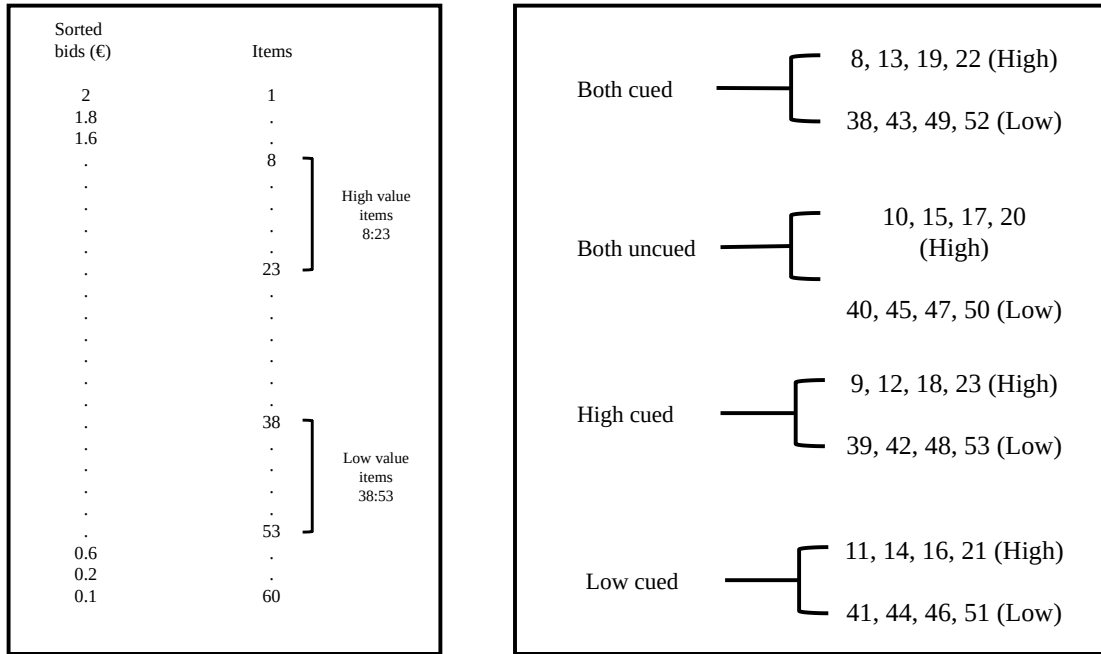 Sorted
bids (€)
Items
2 1
1.8 .
1.6 .
. 8
. .
. .
. .
. .
. 23
. .
. .
. .
. .
. .
. .
. 38
. .
. .
. .
. .
. 53
0.6 .
0.2 .
0.1 60
High value
items
8:23
Low value
items
38:53
Both cued
8, 13, 19, 22 (High)
38, 43, 49, 52 (Low)
Both uncued
10, 15, 17, 20
(High)
40, 45, 47, 50 (Low)
High cued
9, 12, 18, 23 (High)
39, 42, 48, 53 (Low)
Low cued
11, 14, 16, 21 (High)
41, 44, 46, 51 (Low)